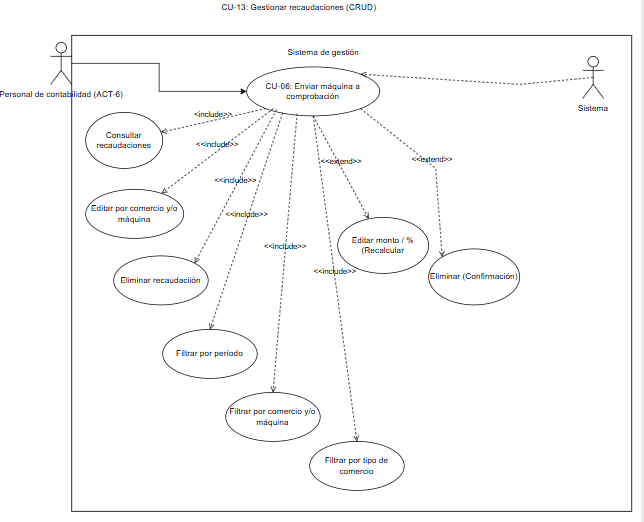 CU-13: Gestionar recaudaciones (CRUD)
Sistema de gestión
CU-06: Enviar máquina a
comprobación
Personal de contabilidad (ACT-6)
Sistema
<include>>
Consultar
recaudaciones
<<include>>
<<extend>>
<<extend>>
<<include>>
Editar por comercio y/o
máquina
<<include>>
<<include>>
Editar monto / %
(Recalcular
<<include>>
Eliminar recaudaciión
Eliminar (Confirmación)
Filtrar por período
Filtrar por comercio y/o
máquina
Filtrar por tipo de
comercio